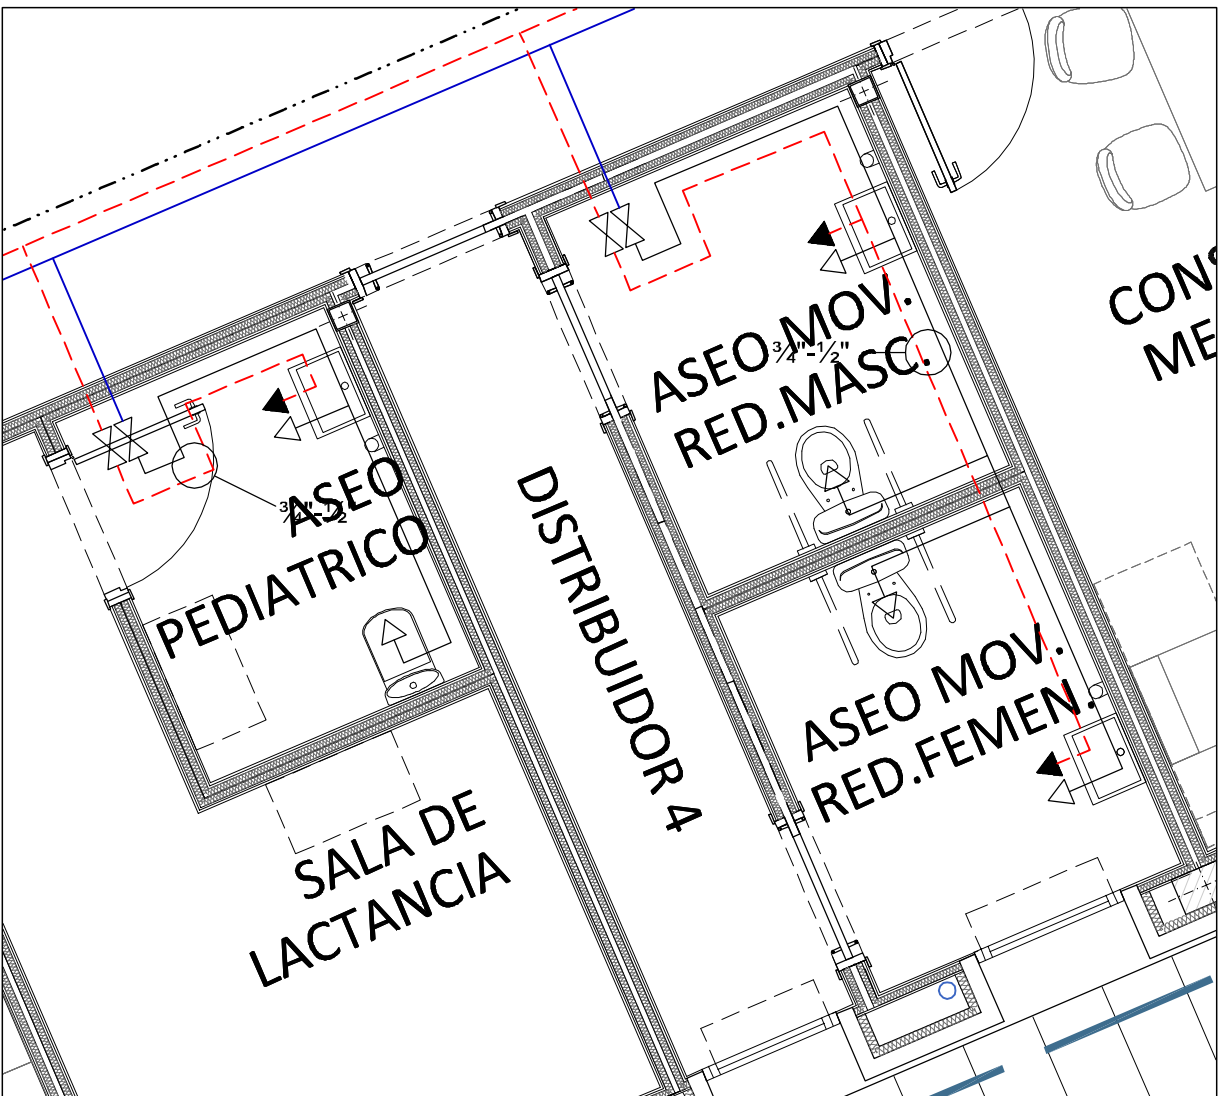 ASEO MOV.
RED.MASC.
¾"-½"
CONS
ME
ASEO
PEDIATRICO
¾"-½"
DISTRIBUIDOR 4
ASEO MOV.
RED.FEMEN.
SALA DE
LACTANCIA